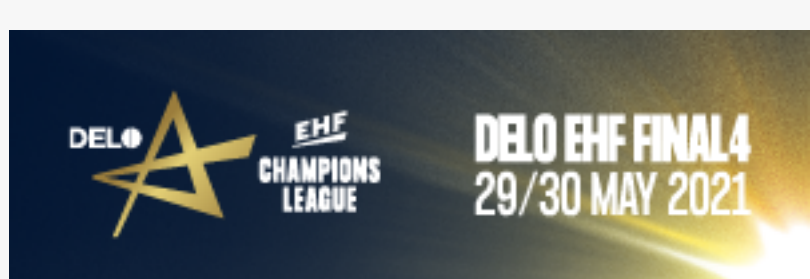 DELO
EHF
CHAMPIONS
LEAGUE
DELO EHF FINAL4
29/30 MAY 2021